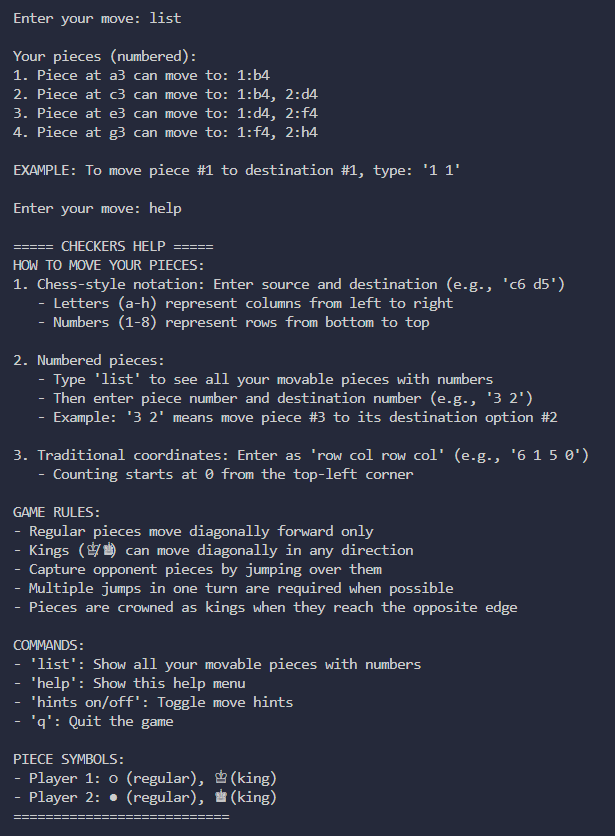 Enter your move: list
Your pieces (numbered):
1. Piece at a3 can move to: 1:b4
2. Piece at c3 can move to: 1:b4, 2:d4
3. Piece at e3 can move to: 1:d4, 2:f4
4. Piece at g3 can move to: 1:f4, 2:h4
EXAMPLE: To move piece #1 to destination #1, type: '1 1'
Enter your move: help
===== CHECKERS HELP =====
HOW TO MOVE YOUR PIECES:
1. Chess-style notation: Enter source and destination (e.g., 'c6 d5')
- Letters (a-h) represent columns from left to right
- Numbers (1-8) represent rows from bottom to top
2. Numbered pieces:
- Type 'list' to see all your movable pieces with numbers
- Then enter piece number and destination number (e.g., '3 2')
- Example: '3 2' means move piece #3 to its destination option #2
3. Traditional coordinates: Enter as 'row col row col' (e.g., '6 1 5 0')
- Counting starts at 0 from the top-left corner
GAME RULES:
- Regular pieces move diagonally forward only
- Kings (♔/♚) can move diagonally in any direction
- Capture opponent pieces by jumping over them
- Multiple jumps in one turn are required when possible
- Pieces are crowned as kings when they reach the opposite edge
COMMANDS:
- 'list': Show all your movable pieces with numbers
- 'help': Show this help menu
- 'hints on/off': Toggle move hints
- 'q': Quit the game
PIECE SYMBOLS:
- Player 1: ○ (regular), ♔ (king)
- Player 2: ● (regular), ♚ (king)
===========================